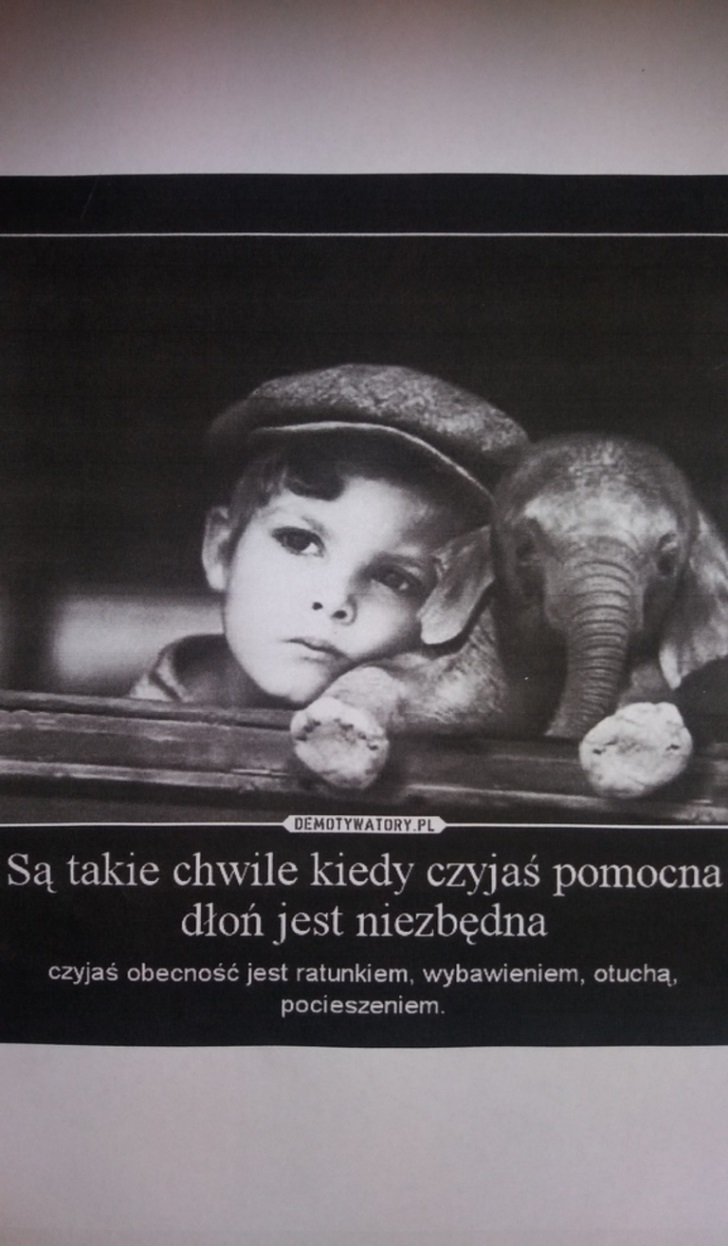 DEMOTYWATORY.PL
Są takie chwile kiedy czyjaś pomocna
dłoń jest niezbędna
czyjaś obecność jest ratunkiem, wybawieniem, otuchą,
pocieszeniem.